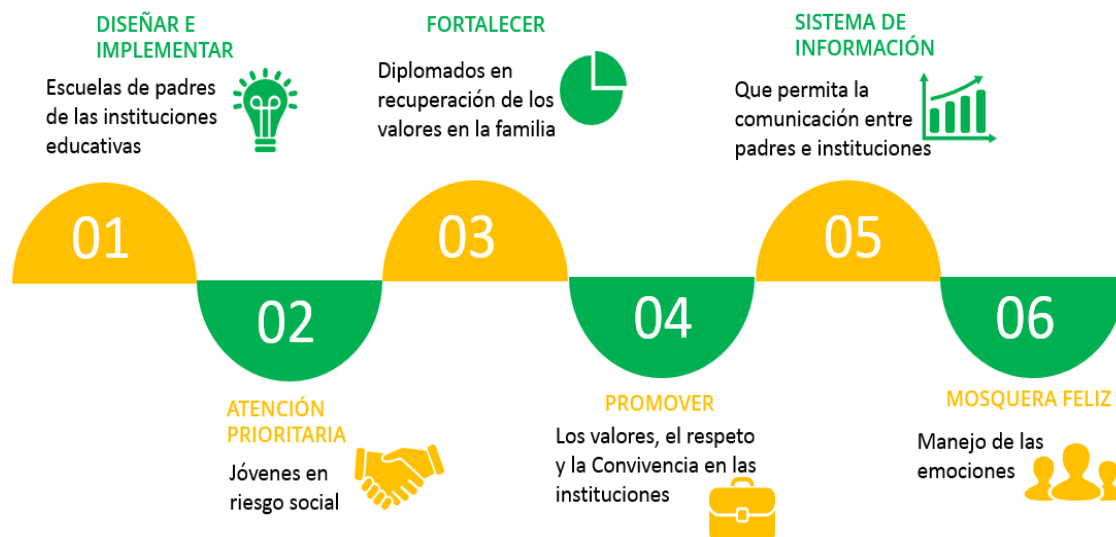 DISEÑAR E
IMPLEMENTAR
Escuelas de padres
de las instituciones
educativas
01
ATENCIÓN
PRIORITARIA
Jóvenes en
riesgo social
02
FORTALECER
Diplomados en
recuperación de los
valores en la familia
03
PROMOVER
Los valores, el respeto
y la Convivencia en las
instituciones
04
SISTEMA DE
INFORMACIÓN
Que permita la
comunicación entre
padres e instituciones
05
MOSQUERA FELIZ
Manejo de las
emociones
06